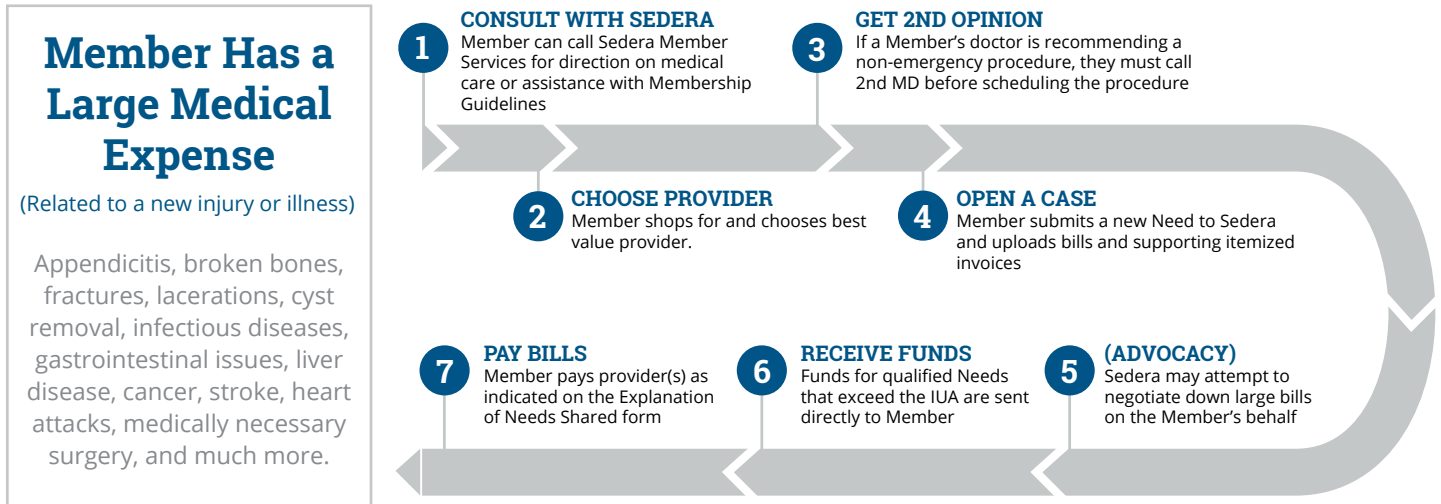 Member Has a
Large Medical
Expense
(Related to a new injury or illness)
Appendicitis, broken bones,
fractures, lacerations, cyst
removal, infectious diseases,
gastrointestinal issues, liver
disease, cancer, stroke, heart
attacks, medically necessary
surgery, and much more.
1
CONSULT WITH SEDERA
Member can call Sedera Member
Services for direction on medical
care or assistance with Membership
Guidelines
2
CHOOSE PROVIDER
Member shops for and chooses best
value provider.
3
GET 2ND OPINION
If a Member’s doctor is recommending a
non-emergency procedure, they must call
2nd MD before scheduling the procedure
4
OPEN A CASE
Member submits a new Need to Sedera
and uploads bills and supporting itemized
invoices
5
(ADVOCACY)
Sedera may attempt to
negotiate down large bills
on the Member’s behalf
6
RECEIVE FUNDS
Funds for qualified Needs
that exceed the IUA are sent
directly to Member
7
PAY BILLS
Member pays provider(s) as
indicated on the Explanation
of Needs Shared form